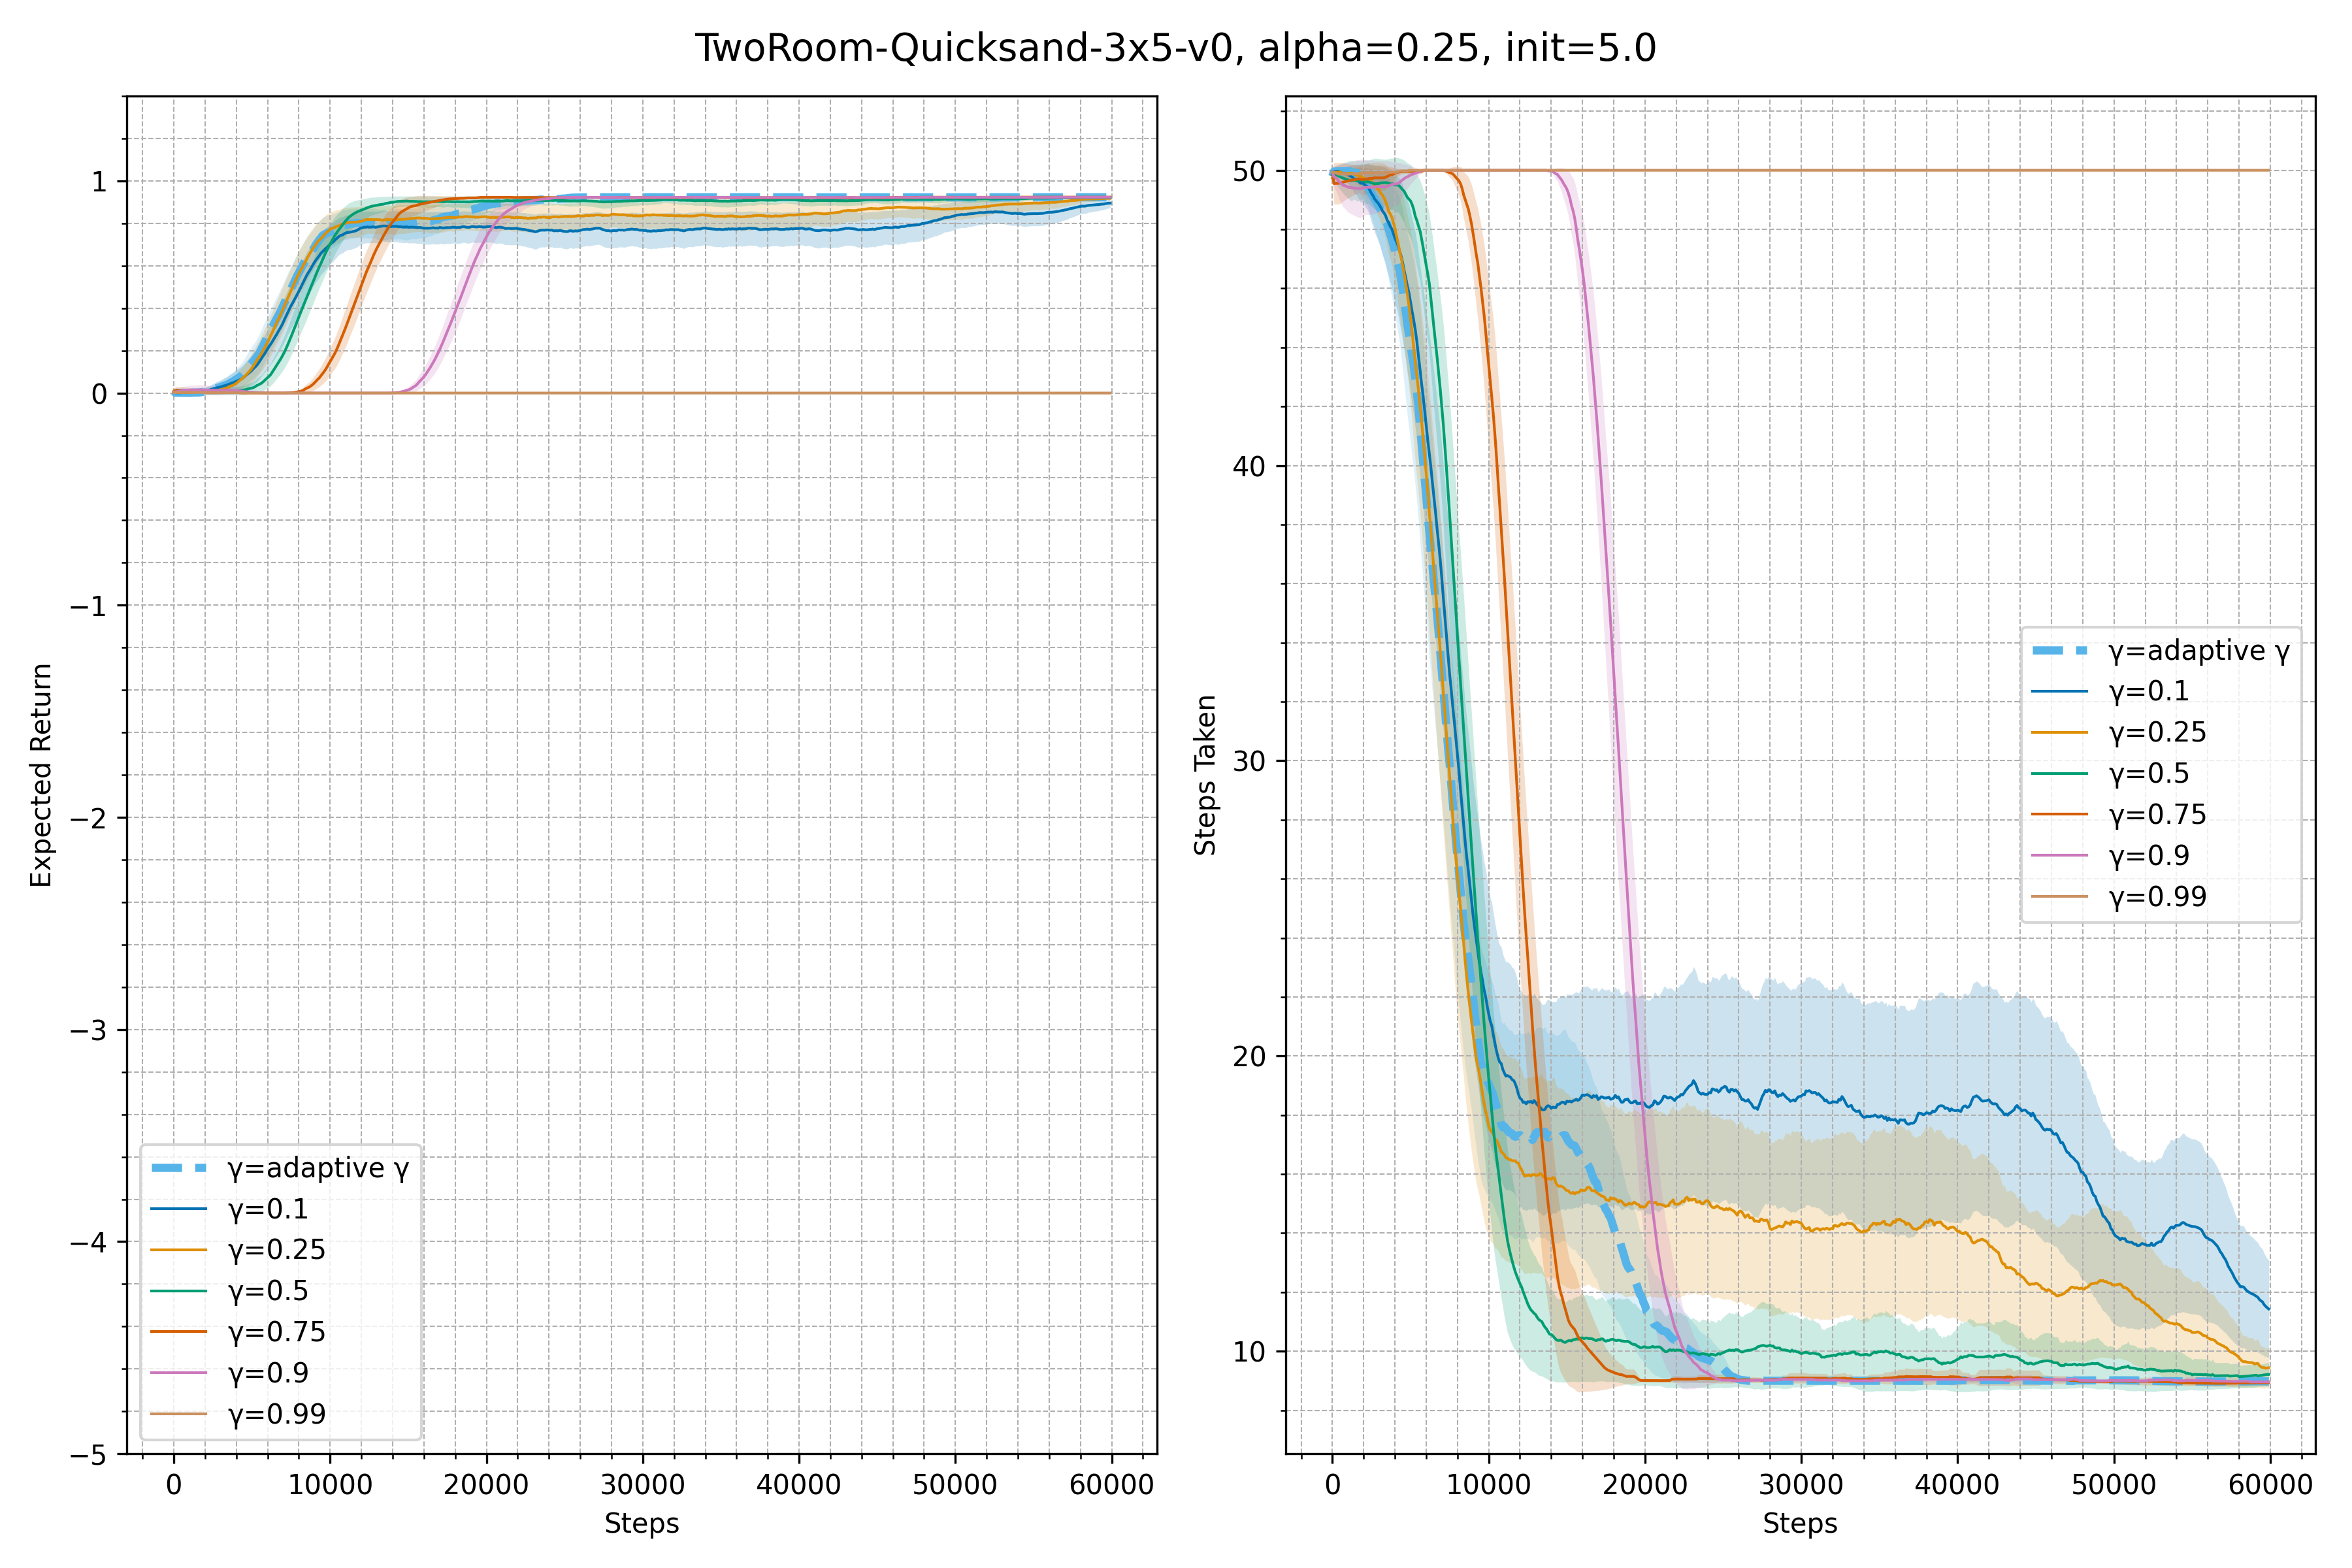 TwoRoom-Quicksand-3x5-v0, alpha=0.25, init=5.0
Expected Return
1
0
−1
−2
−3
−4
−5
γ=adaptive γ
γ=0.1
γ=0.25
γ=0.5
γ=0.75
γ=0.9
γ=0.99
0 10000 20000 30000 40000 50000 60000
Steps
Steps Taken
50
40
30
20
10
γ=adaptive γ
γ=0.1
γ=0.25
γ=0.5
γ=0.75
γ=0.9
γ=0.99
0 10000 20000 30000 40000 50000 60000
Steps